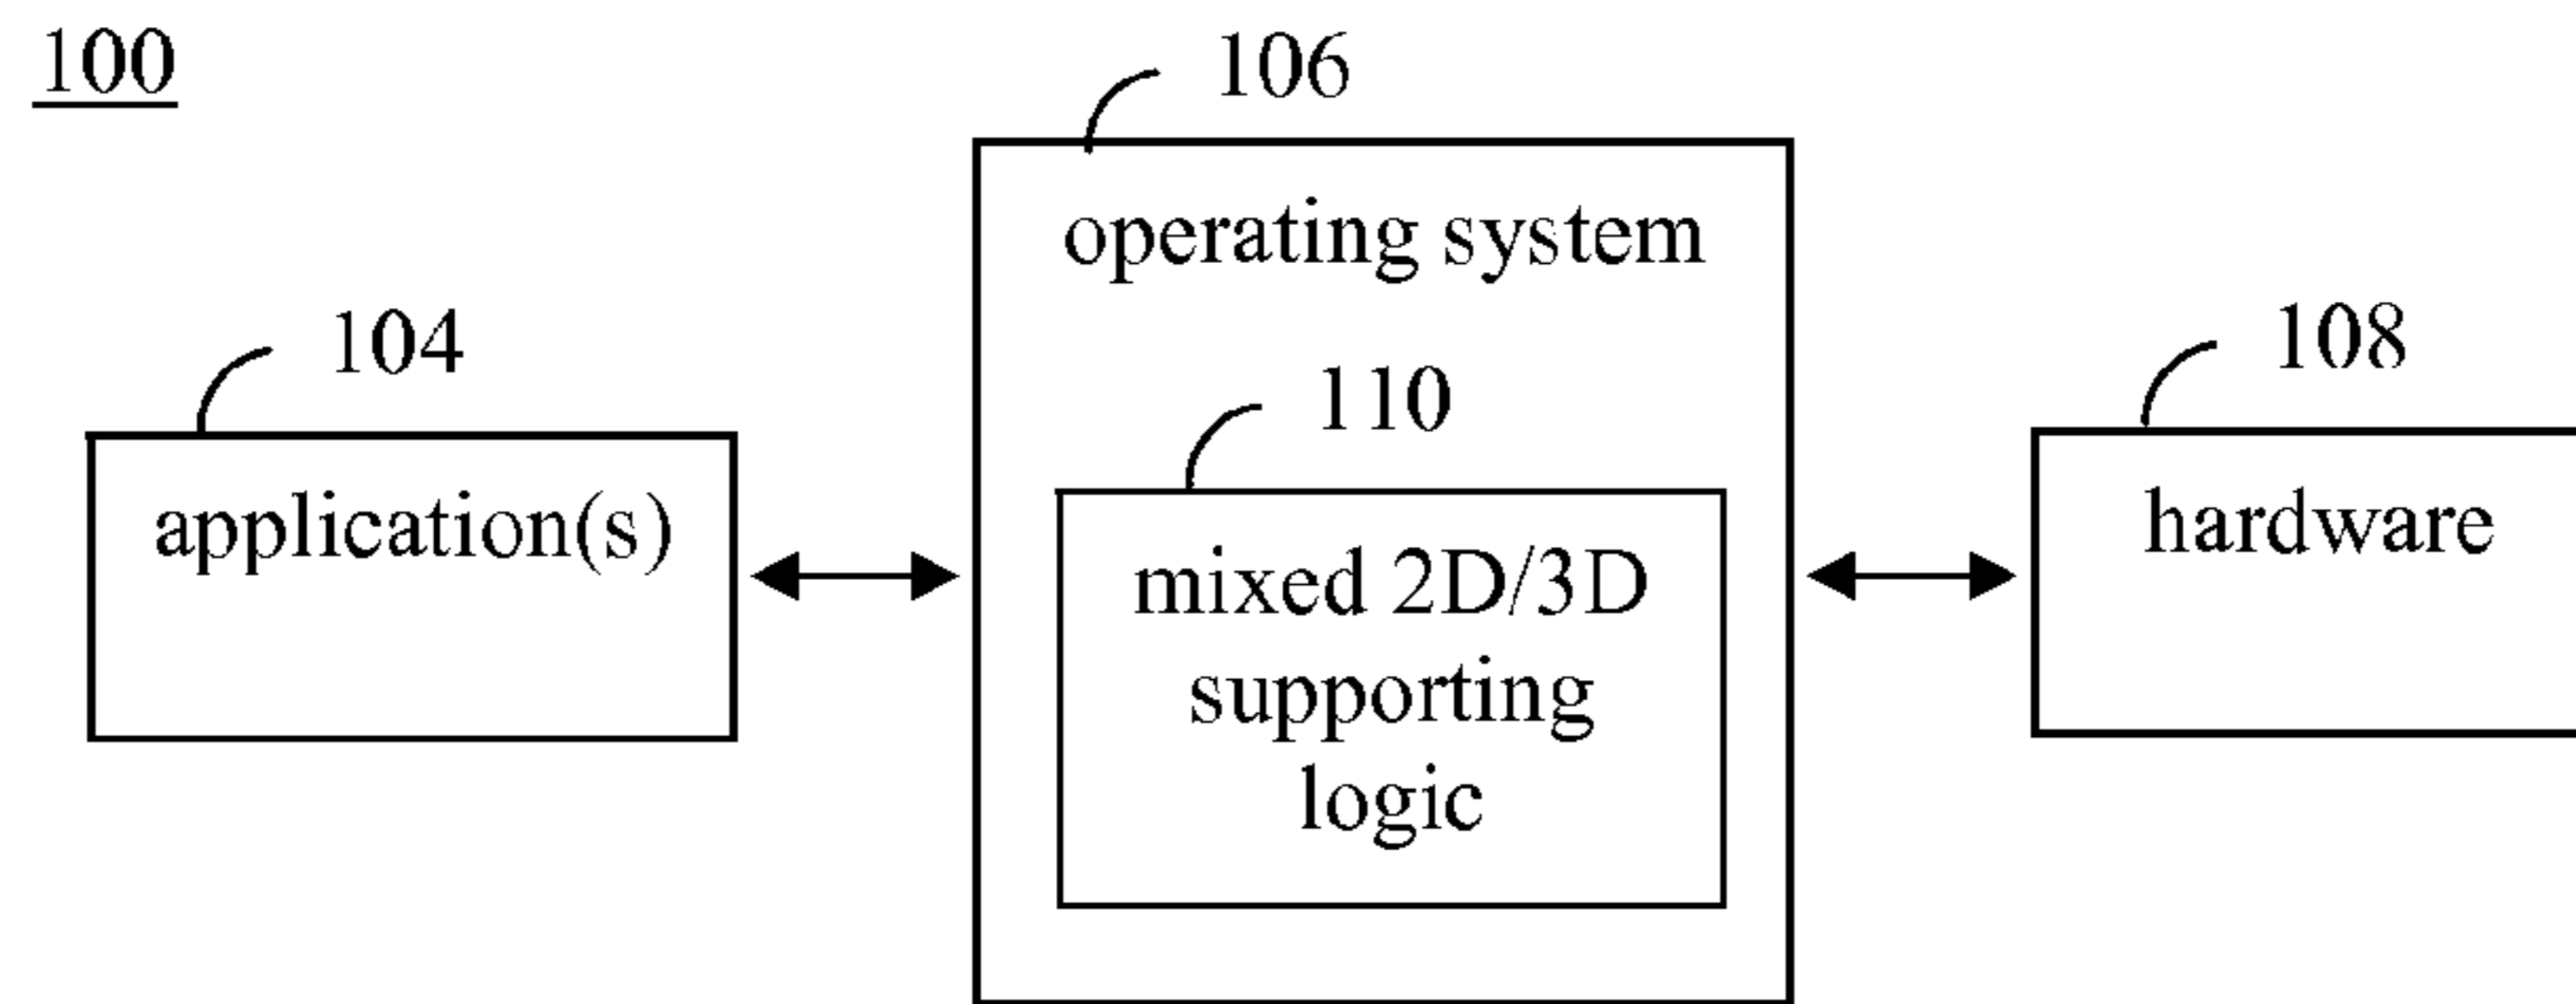 100
106
operating system
104
110
108
application(s)
mixed 2D/3D
supporting
logic
hardware